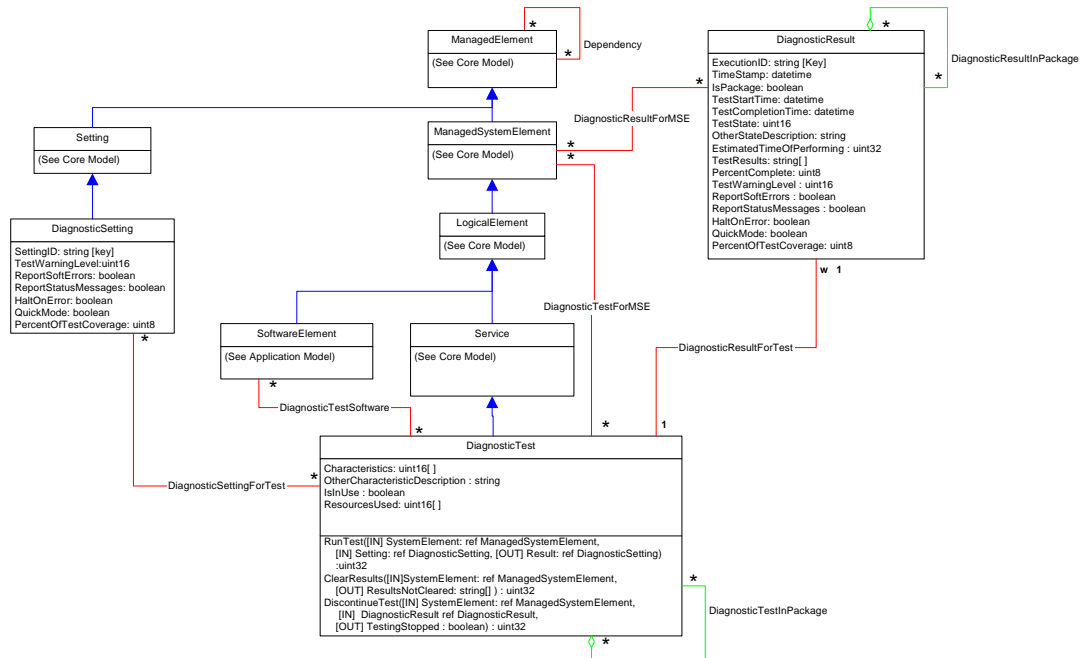 *
ManagedElement
(See Core Model)
*
Dependency
*
DiagnosticResult
ExecutionID: string [Key]
TimeStamp: datetime
IsPackage: boolean
TestStartTime: datetime
TestCompletionTime: datetime
TestState: uint16
OtherStateDescription: string
EstimatedTimeOfPerforming : uint32
TestResults: string[ ]
PercentComplete: uint8
TestWarningLevel : uint16
ReportSoftErrors : boolean
ReportStatusMessages : boolean
HaltOnError: boolean
QuickMode: boolean
PercentOfTestCoverage: uint8
*
DiagnosticResultInPackage
*
DiagnosticResultForMSE
*
*
Setting
(See Core Model)
ManagedSystemElement
(See Core Model)
DiagnosticSetting
SettingID: string [key]
TestWarningLevel:uint16
ReportSoftErrors: boolean
ReportStatusMessages: boolean
HaltOnError: boolean
QuickMode: boolean
PercentOfTestCoverage: uint8
*
LogicalElement
(See Core Model)
w 1
DiagnosticTestForMSE
SoftwareElement
(See Application Model)
*
Service
(See Core Model)
DiagnosticResultForTest
DiagnosticTestSoftware
*
*
1
DiagnosticTest
Characteristics: uint16[ ]
OtherCharacteristicDescription : string
IsInUse : boolean
ResourcesUsed: uint16[ ]
*
DiagnosticSettingForTest
RunTest([IN] SystemElement: ref ManagedSystemElement,
[IN] Setting: ref DiagnosticSetting, [OUT] Result: ref DiagnosticSetting)
:uint32
ClearResults([IN]SystemElement: ref ManagedSystemElement,
[OUT] ResultsNotCleared: string[] ) : uint32
DiscontinueTest([IN] SystemElement: ref ManagedSystemElement,
[IN] DiagnosticResult ref DiagnosticResult,
[OUT] TestingStopped : boolean) : uint32
*
DiagnosticTestInPackage
*